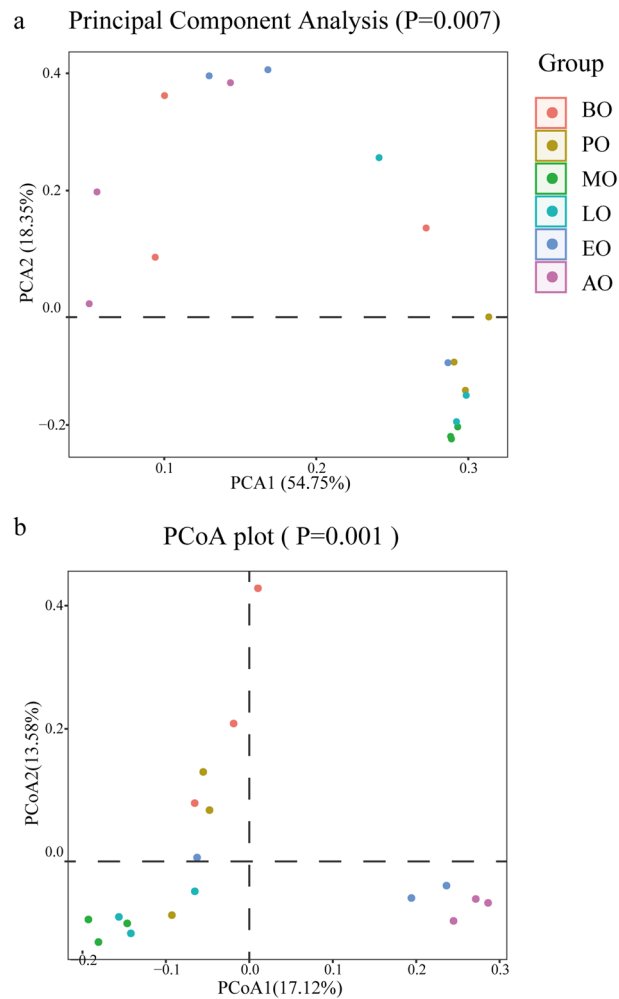 a
Principal Component Analysis (P=0.007)
Group
BO
PO
MO
LO
EO
AO
0.4
0.2
0.0
−0.2
PCA2 (18.35%)
0.1
0.2
0.3
PCA1 (54.75%)
b
PCoA plot ( P=0.001 )
0.4
0.2
0.0
PCoA2(13.58%)
−0.2
−0.1
0.0
0.1
0.2
0.3
PCoA1(17.12%)